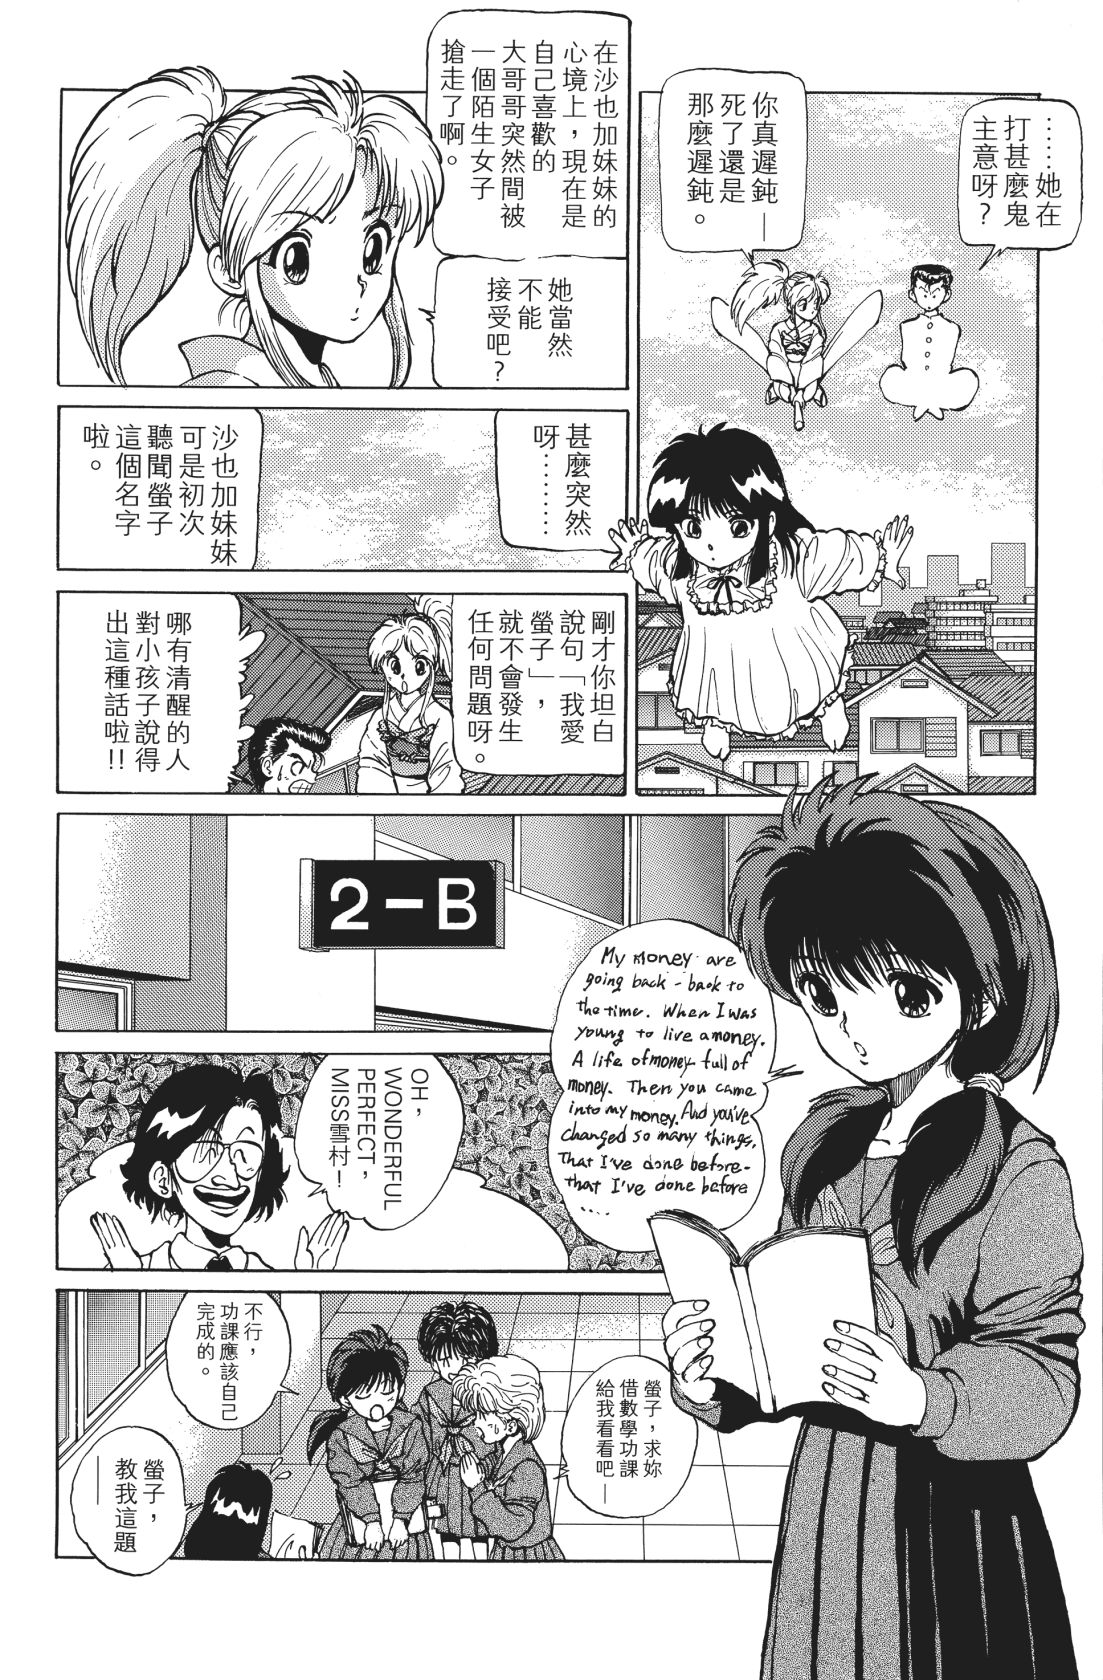 ……她在
打甚麼鬼
主意呀？
你真遲鈍—
死了還是
那麼遲鈍。
在沙也加妹妹的
心境上，現在是
自己喜歡的
大哥哥突然間被
一個陌生女子
搶走了啊。
她當然
不能
接受吧？
甚麼突然
呀………
沙也加妹妹
可是初次
聽聞螢子
這個名字
啦。
剛才你坦白
說句「我愛
螢子」，
就不會發生
任何問題呀。
哪有清醒的人
對小孩子說得
出這種話啦!!
2-B
My money are
going back - back to
the time. When I was
young to live a money.
A life of money full of
money. Then you came
into my money. And you've
changed so many things.
That I've done before-
that I've done before
....
OH,
WONDERFUL
PERFECT,
MISS雪村！
螢子，求妳
借數學功課
給我看看吧—
不行，
功課應該自己
完成的。
螢子，
教我這題
—